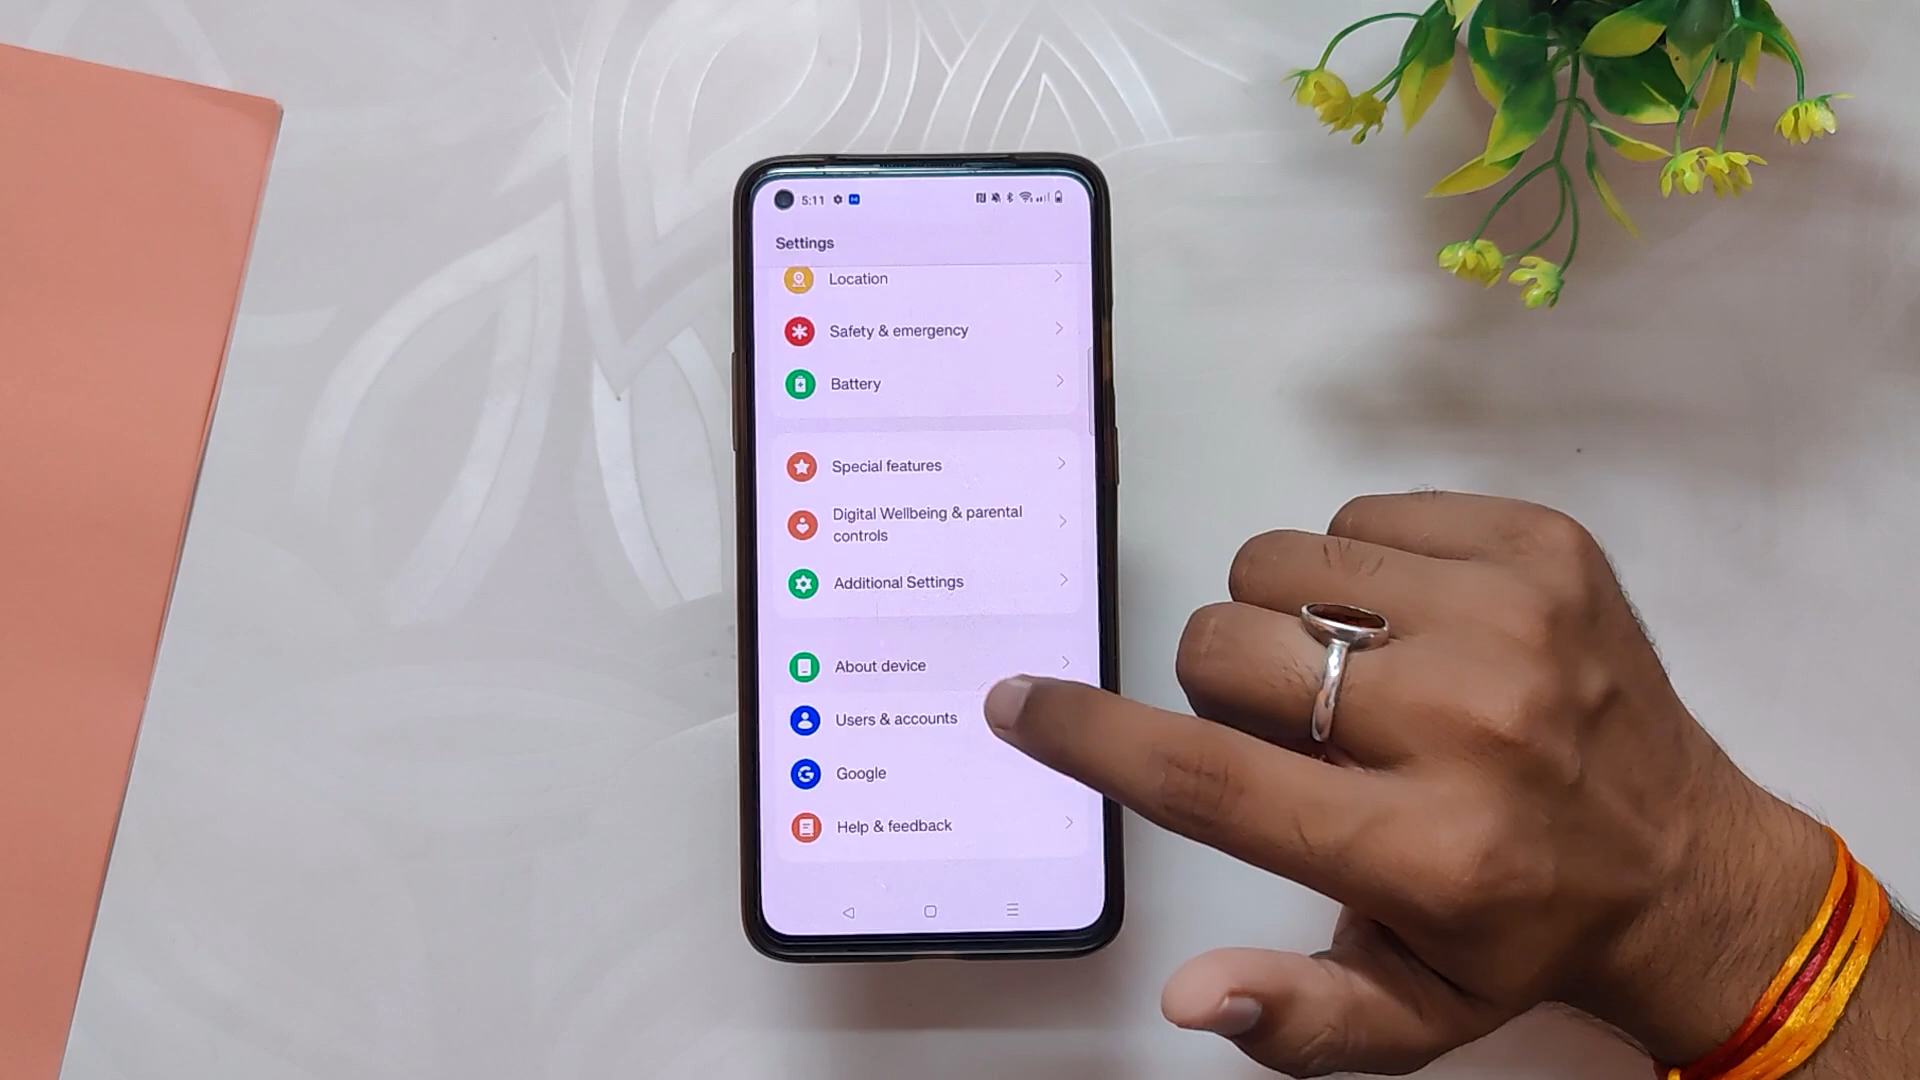 5:11
Settings
Location
Safety & emergency
Battery
Special features
Digital Wellbeing & parental
controls
Additional Settings
About device
Users & accounts
Google
Help & feedback